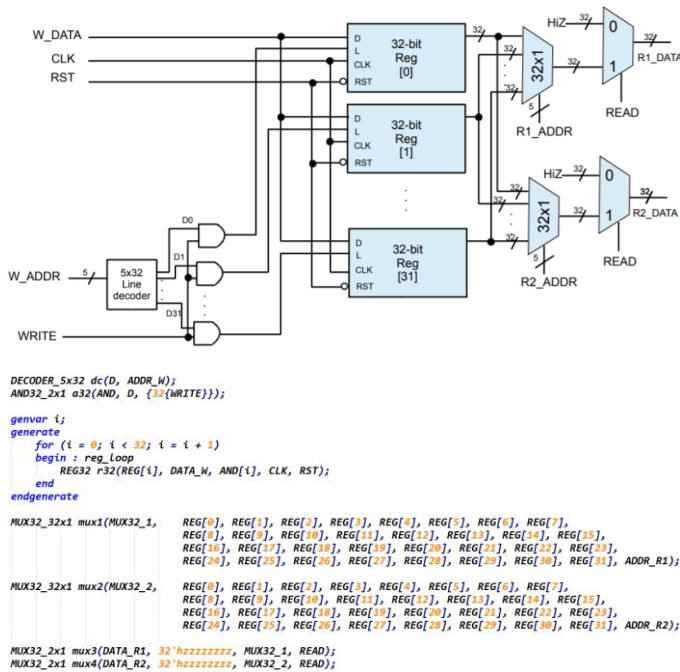 W_DATA
CLK
RST
D
L
CLK
RST
32-bit
Reg
[0]
32
32
32
32x1
5
R1_ADDR
32
HiZ
32
0
1
READ
32
R1_DATA
D
L
CLK
RST
32-bit
Reg
[1]
D
L
CLK
RST
32-bit
Reg
[31]
32
32
32
32x1
5
R2_ADDR
32
HiZ
32
0
1
READ
32
R2_DATA
W_ADDR
5
5x32
Line
decoder
D0
D1
D31
WRITE
DECODER_5x32 dc(D, ADDR_W);
AND32_2x1 a32(AND, D, {32{WRITE}});
genvar i;
generate
for (i = 0; i < 32; i = i + 1)
begin : reg_loop
REG32 r32(REG[i], DATA_W, AND[i], CLK, RST);
end
endgenerate
MUX32_32x1 mux1(MUX32_1, REG[0], REG[1], REG[2], REG[3], REG[4], REG[5], REG[6], REG[7],
REG[8], REG[9], REG[10], REG[11], REG[12], REG[13], REG[14], REG[15],
REG[16], REG[17], REG[18], REG[19], REG[20], REG[21], REG[22], REG[23],
REG[24], REG[25], REG[26], REG[27], REG[28], REG[29], REG[30], REG[31], ADDR_R1);
MUX32_32x1 mux2(MUX32_2, REG[0], REG[1], REG[2], REG[3], REG[4], REG[5], REG[6], REG[7],
REG[8], REG[9], REG[10], REG[11], REG[12], REG[13], REG[14], REG[15],
REG[16], REG[17], REG[18], REG[19], REG[20], REG[21], REG[22], REG[23],
REG[24], REG[25], REG[26], REG[27], REG[28], REG[29], REG[30], REG[31], ADDR_R2);
MUX32_2x1 mux3(DATA_R1, 32'hzzzzzzzz, MUX32_1, READ);
MUX32_2x1 mux4(DATA_R2, 32'hzzzzzzzz, MUX32_2, READ);